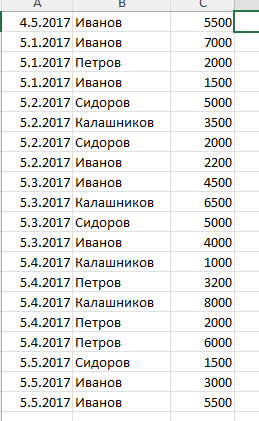 A B C
4.5.2017 Иванов 5500
5.1.2017 Иванов 7000
5.1.2017 Петров 2000
5.1.2017 Иванов 1500
5.2.2017 Сидоров 5000
5.2.2017 Калашников 3500
5.2.2017 Сидоров 2000
5.2.2017 Иванов 2200
5.3.2017 Иванов 4500
5.3.2017 Калашников 6500
5.3.2017 Сидоров 5000
5.3.2017 Иванов 4000
5.4.2017 Калашников 1000
5.4.2017 Петров 3200
5.4.2017 Калашников 8000
5.4.2017 Петров 2000
5.4.2017 Петров 6000
5.5.2017 Сидоров 1500
5.5.2017 Иванов 3000
5.5.2017 Иванов 5500